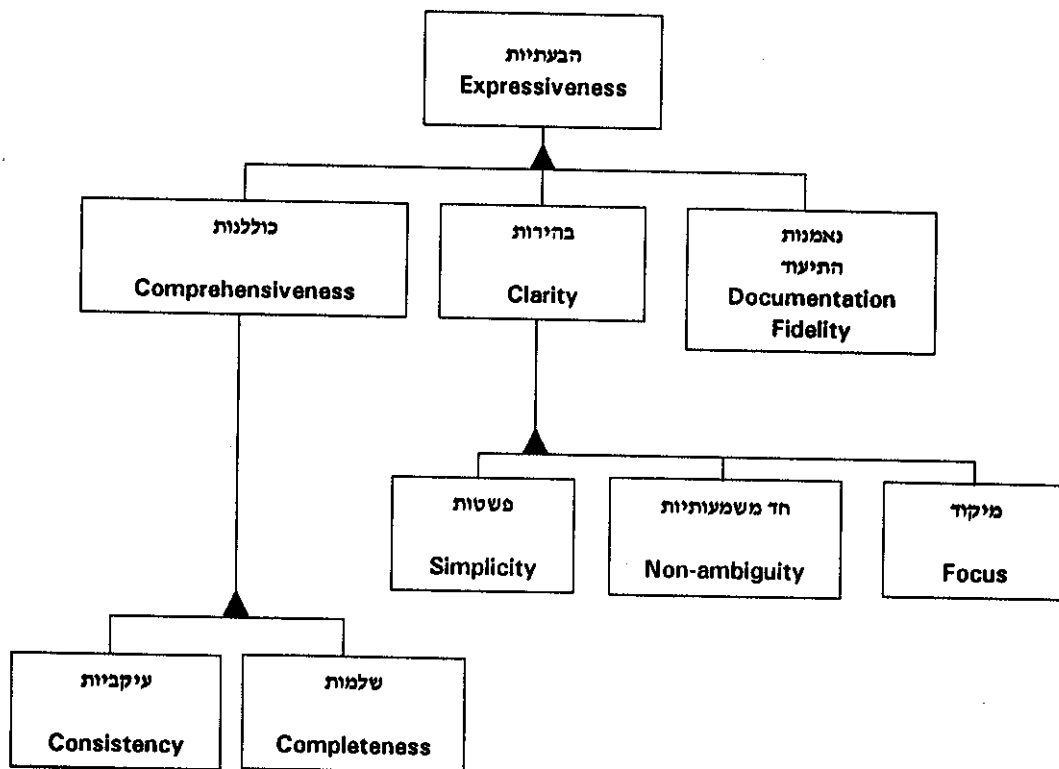 הבעתיות
Expressiveness
כוללנות
Comprehensiveness
בהירות
Clarity
נאמנות
התיעוד
Documentation
Fidelity
פשטות
Simplicity
חד משמעותיות
Non-ambiguity
מיקוד
Focus
עיקביות
Consistency
שלמות
Completeness